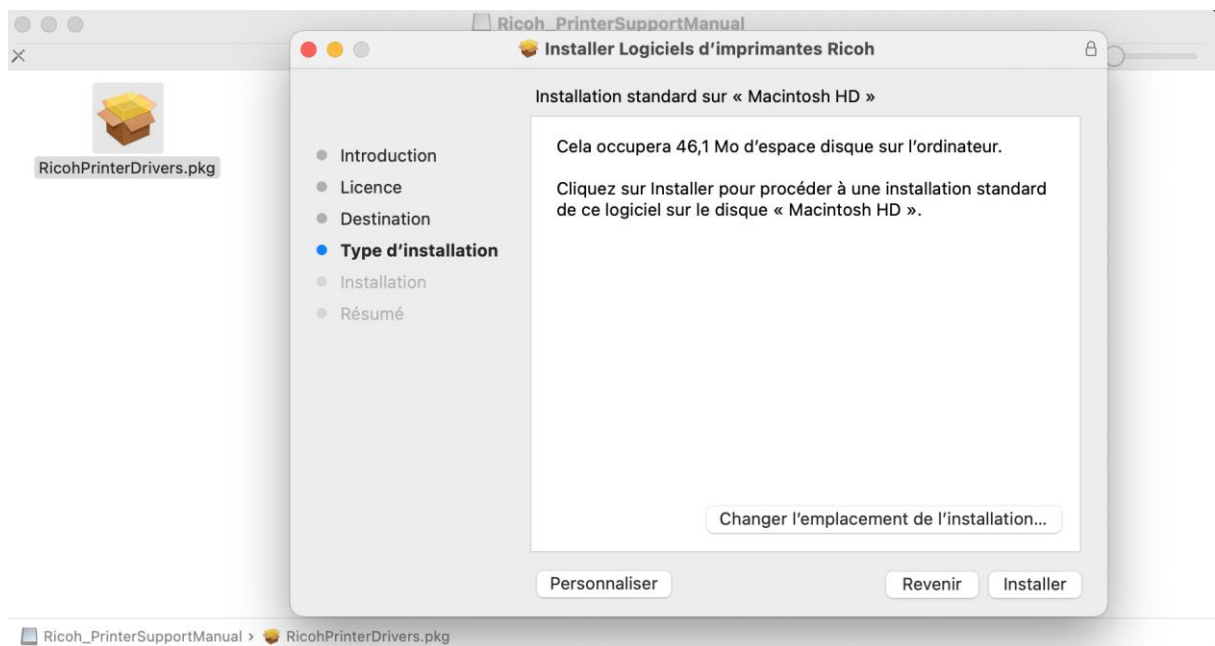 Ricoh_PrinterSupportManual
Installer Logiciels d’imprimantes Ricoh
RicohPrinterDrivers.pkg
Installation standard sur « Macintosh HD »
Introduction
Licence
Destination
Type d’installation
Installation
Résumé
Cela occupera 46,1 Mo d’espace disque sur l’ordinateur.
Cliquez sur Installer pour procéder à une installation standard
de ce logiciel sur le disque « Macintosh HD ».
Changer l’emplacement de l’installation...
Personnaliser
Revenir
Installer
Ricoh_PrinterSupportManual › RicohPrinterDrivers.pkg